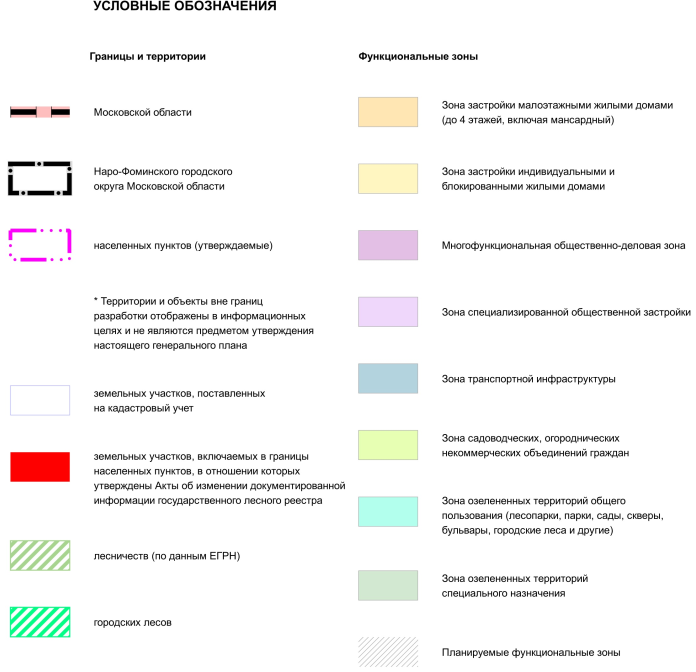 УСЛОВНЫЕ ОБОЗНАЧЕНИЯ
Границы и территории
Московской области
Наро-Фоминского городского
округа Московской области
населенных пунктов (утверждаемые)
* Территории и объекты вне границ
разработки отображены в информационных
целях и не являются предметом утверждения
настоящего генерального плана
земельных участков, поставленных
на кадастровый учет
земельных участков, включаемых в границы
населенных пунктов, в отношении которых
утверждены Акты об изменении документированной
информации государственного лесного реестра
лесничеств (по данным ЕГРН)
городских лесов
Функциональные зоны
Зона застройки малоэтажными жилыми домами
(до 4 этажей, включая мансардный)
Зона застройки индивидуальными и
блокированными жилыми домами
Многофункциональная общественно-деловая зона
Зона специализированной общественной застройки
Зона транспортной инфраструктуры
Зона садоводческих, огороднических
некоммерческих объединений граждан
Зона озелененных территорий общего
пользования (лесопарки, парки, сады, скверы,
бульвары, городские леса и другие)
Зона озелененных территорий
специального назначения
Планируемые функциональные зоны